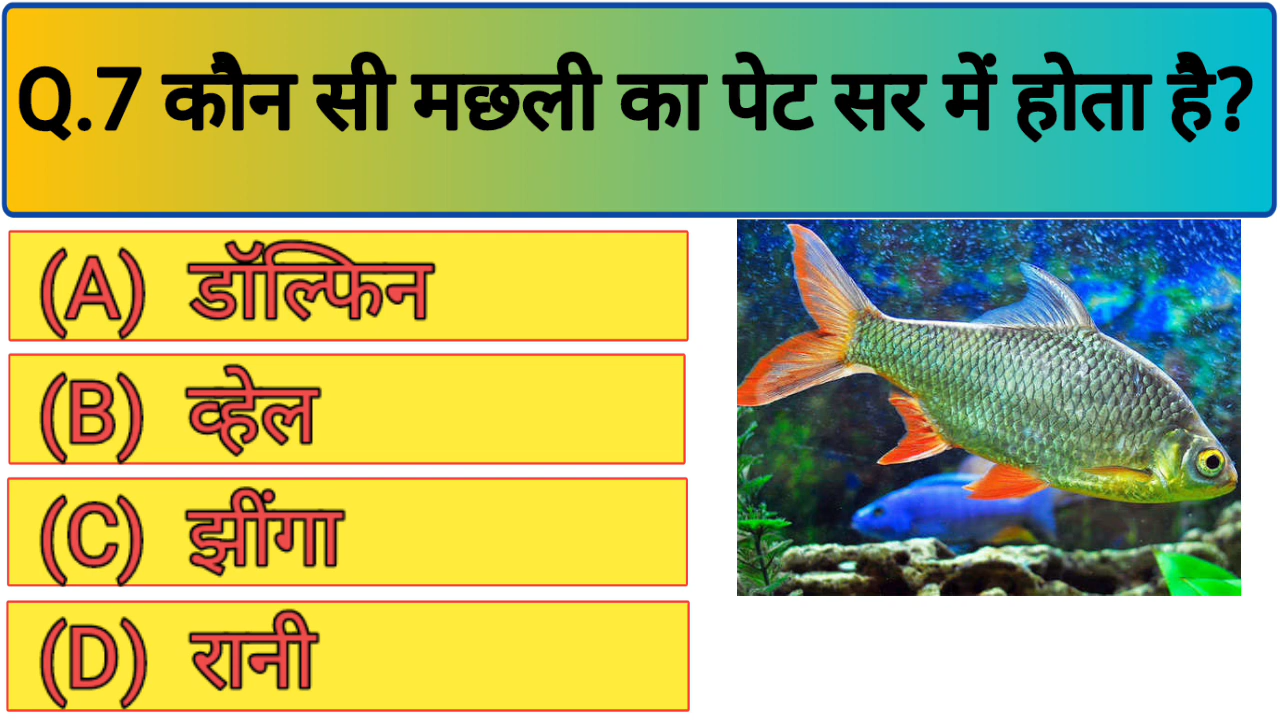 Q.7 कौन सी मछली का पेट सर में होता है?
(A) डॉल्फिन
(B) व्हेल
(C) झींगा
(D) रानी